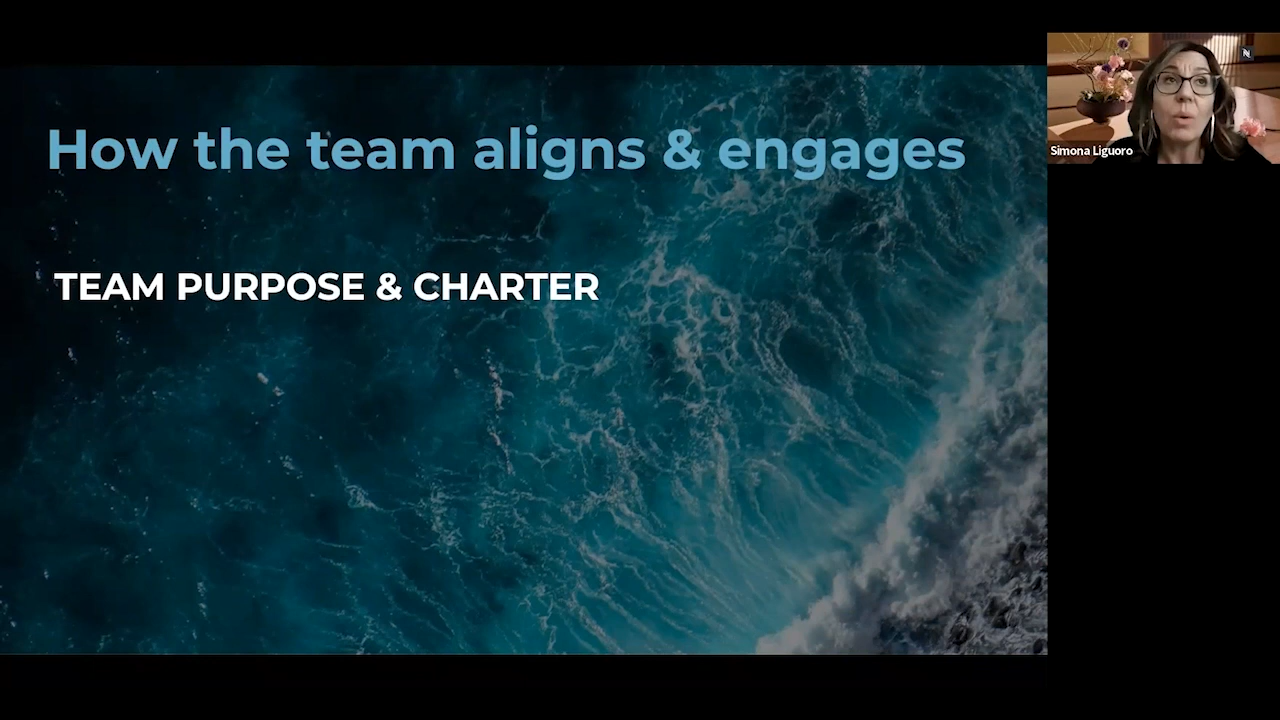 How the team aligns & engages
TEAM PURPOSE & CHARTER
Simona Liguoro